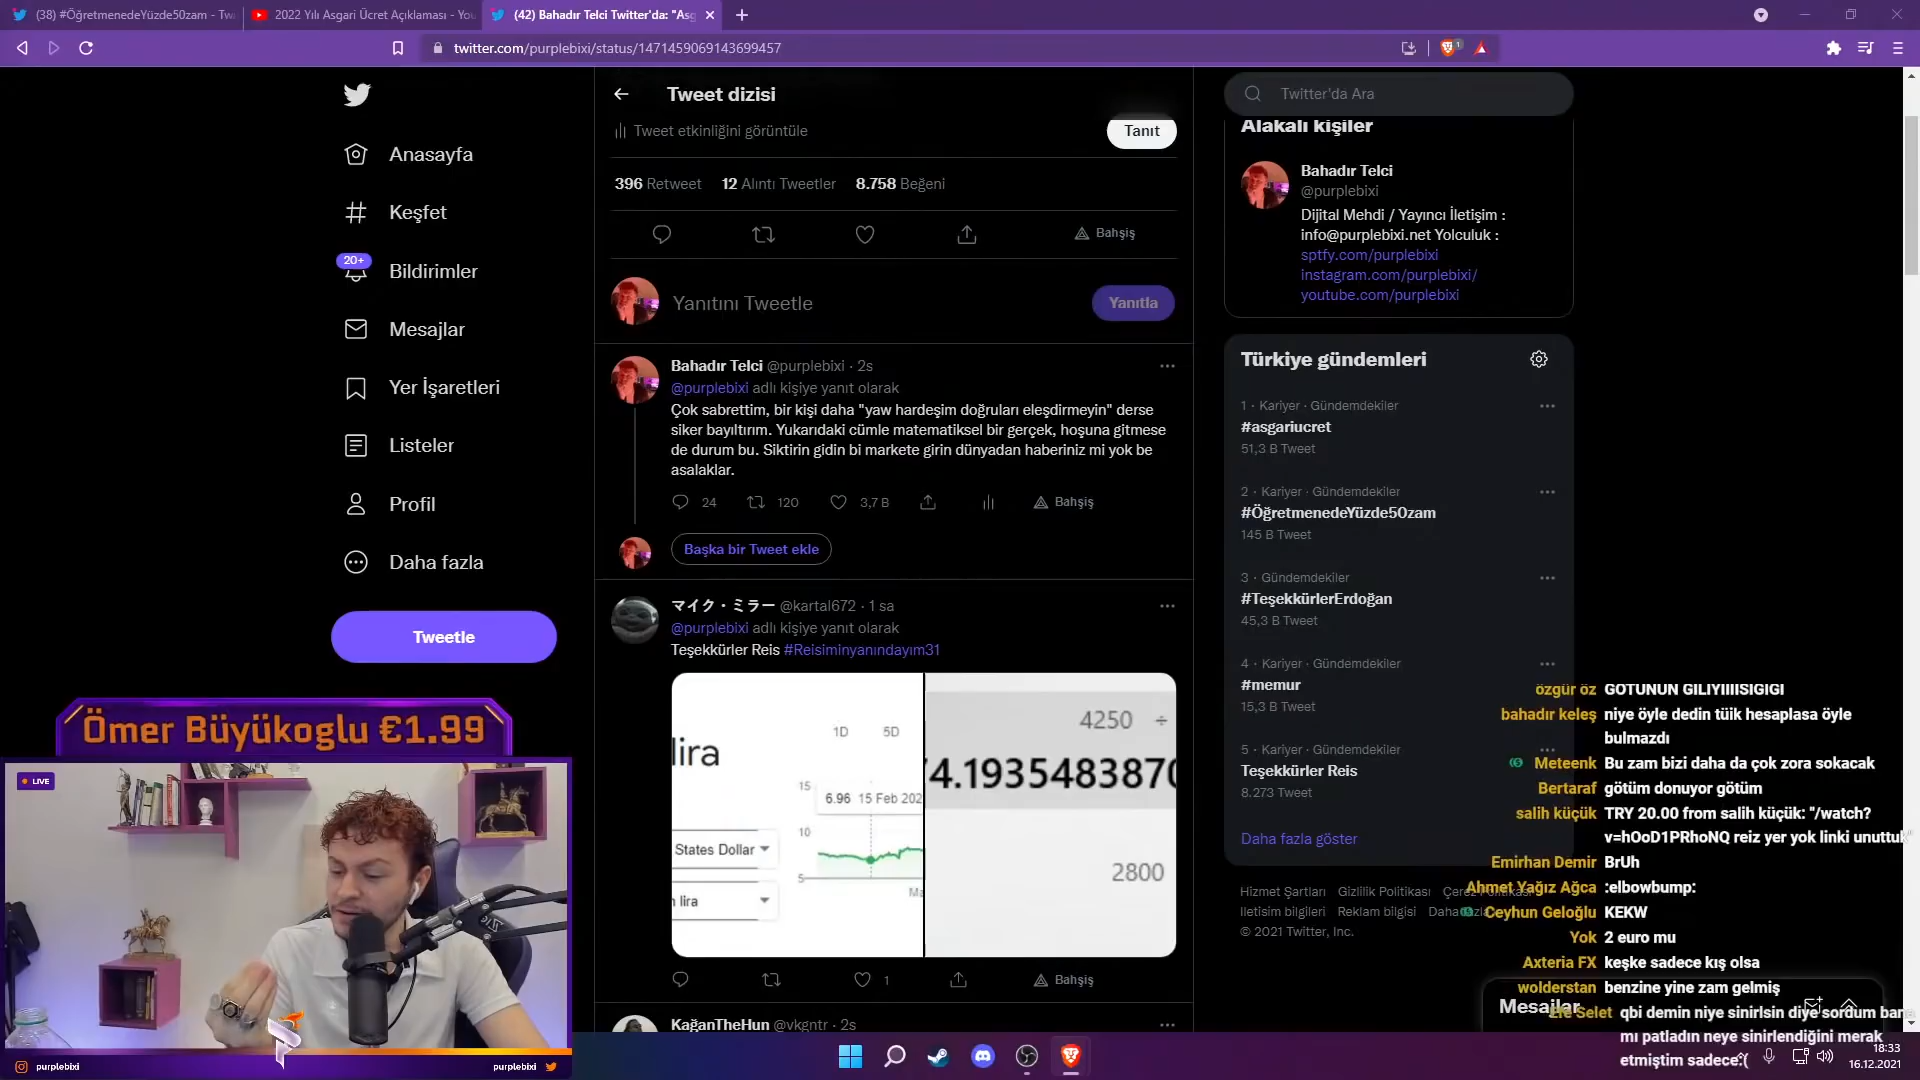 (38) #ÖğretmenedeYüzde50zam - Tw
2022 Yılı Asgari Ücret Açıklaması - You
(42) Bahadır Telci Twitter'da: "Asg
twitter.com/purplebixi/status/1471459069143699457
Anasayfa
Keşfet
20+
Bildirimler
Mesajlar
Yer İşaretleri
Listeler
Profil
Daha fazla
Tweetle
Tweet dizisi
Tweet etkinliğini görüntüle
Tanıt
396 Retweet 12 Alıntı Tweetler 8.758 Beğeni
Bahşiş
Yanıtını Tweetle
Yanıtla
Bahadır Telci @purplebixi · 2s
@purplebixi adlı kişiye yanıt olarak
Çok sabrettim, bir kişi daha "yaw hardeşim doğruları eleşdirmeyin" derse
siker bayıltırım. Yukarıdaki cümle matematiksel bir gerçek, hoşuna gitmese
de durum bu. Siktirin gidin bi markete girin dünyadan haberiniz mi yok be
asalaklar.
24 120 3,7 B Bahşiş
Başka bir Tweet ekle
マイク・ミラー @kartal672 · 1 sa
@purplebixi adlı kişiye yanıt olarak
Teşekkürler Reis #Reisiminyanındayım31
lira
1D 5D
15
6.96 15 Feb 202
10
5
States Dollar
lira
4250 ÷
74.1935483870
2800
1 Bahşiş
KağanTheHun @vkgntr · 2s
Twitter'da Ara
Alakalı kişiler
Bahadır Telci
@purplebixi
Dijital Mehdi / Yayıncı İletişim :
info@purplebixi.net Yolculuk :
sptfy.com/purplebixi
instagram.com/purplebixi/
youtube.com/purplebixi
Türkiye gündemleri
1 · Kariyer · Gündemdekiler
#asgariucret
51,3 B Tweet
2 · Kariyer · Gündemdekiler
#ÖğretmenedeYüzde50zam
145 B Tweet
3 · Gündemdekiler
#TeşekkürlerErdoğan
45,3 B Tweet
4 · Kariyer · Gündemdekiler
#memur
15,3 B Tweet
5 · Kariyer · Gündemdekiler
Teşekkür Reis
8.273 Tweet
Daha fazla göster
Hizmet Şartları Gizlilik Politikası
İletişim bilgileri Reklam bilgisi
© 2021 Twitter, Inc.
Mesajlar
özgür öz GOTUNUN GILIYIIIISIGIGI
bahadır keleş niye öyle dedin tüik hesaplasa öyle
bulmazdı
Meteenk Bu zam bizi daha da çok zora sokacak
Bertaraf götüm donuyor götüm
salih küçük TRY 20.00 from salih küçük: "/watch?
v=hOoD1PRhoNQ reiz yer yok linki unuttuk"
Emirhan Demir BrUh
Ahmet Yağız Ağca :elbowbump:
Ceyhun Geloğlu KEKW
Yok 2 euro mu
Axteria FX keşke sadece kış olsa
wolderstan benzine yine zam gelmiş
Efe Selet qbi demin niye sinirlsin diye sordum
mı patladın neye sinirlendiğini merak
etmiştim sadece:(
Ömer Büyükoglu €1.99
LIVE
purplebixi
purplebixi
18:33
16.12.2021